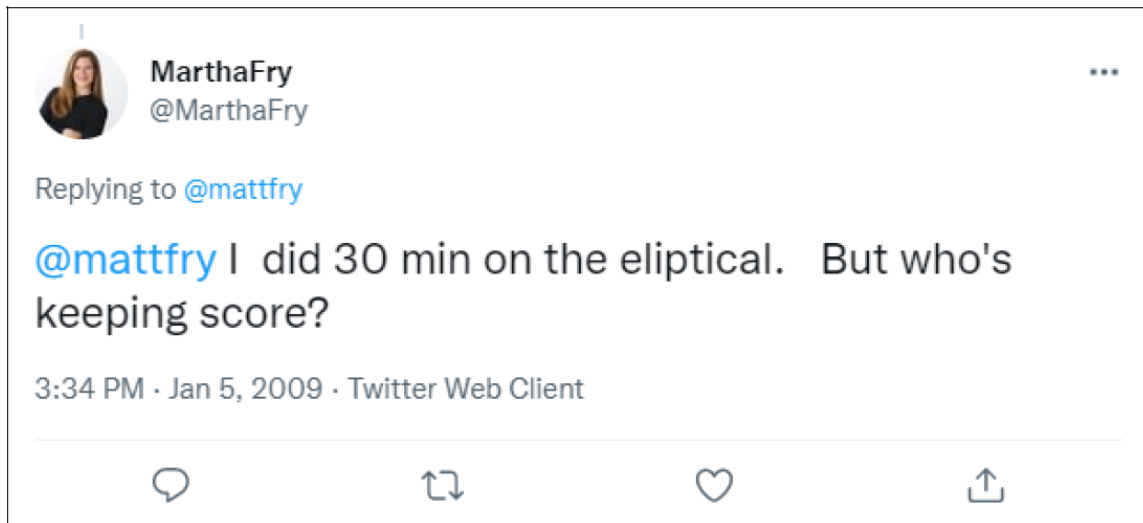 MarthaFry
@MarthaFry
Replying to @mattfry
@mattfry I  did 30 min on the eliptical.   But who's
keeping score?
3:34 PM · Jan 5, 2009 · Twitter Web Client